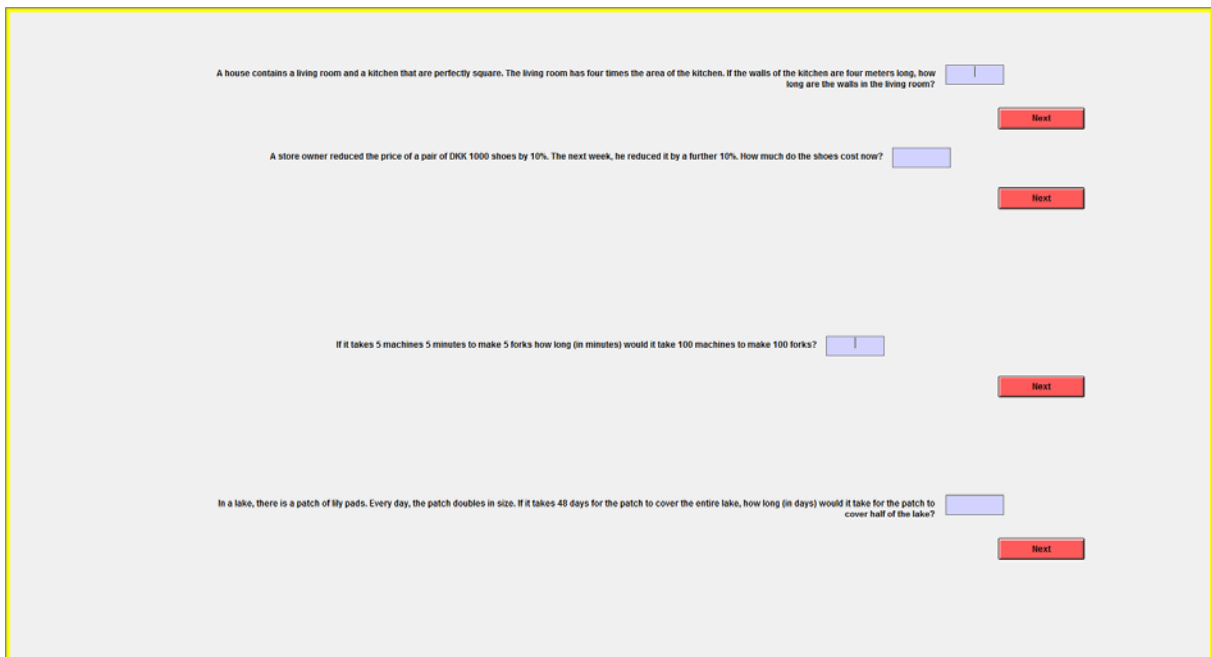 A house contains a living room and a kitchen that are perfectly square. The living room has four times the area of the kitchen. If the walls of the kitchen are four meters long, how
long are the walls in the living room?
Next
A store owner reduced the price of a pair of DKK 1000 shoes by 10%. The next week, he reduced it by a further 10%. How much do the shoes cost now?
Next
If it takes 5 machines 5 minutes to make 5 forks how long (in minutes) would it take 100 machines to make 100 forks?
Next
In a lake, there is a patch of lily pads. Every day, the patch doubles in size. If it takes 48 days for the patch to cover the entire lake, how long (in days) would it take for the patch to
cover half of the lake?
Next